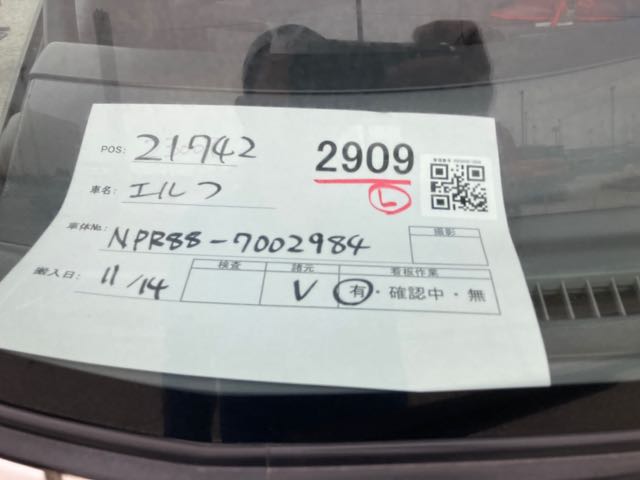 POS: 21742
2909
L
車名: エルフ
車体No. NPR88-7002984
撮影
搬入日: 11/14
検査 諸元 看板作業
V 有・確認中・無